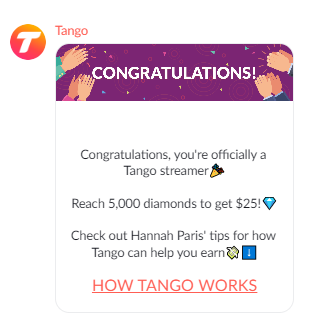 Tango
CONGRATULATIONS!
Congratulations, you're officially a
Tango streamer🎉
Reach 5,000 diamonds to get $25!💎
Check out Hannah Paris' tips for how
Tango can help you earn💸⬇️
HOW TANGO WORKS